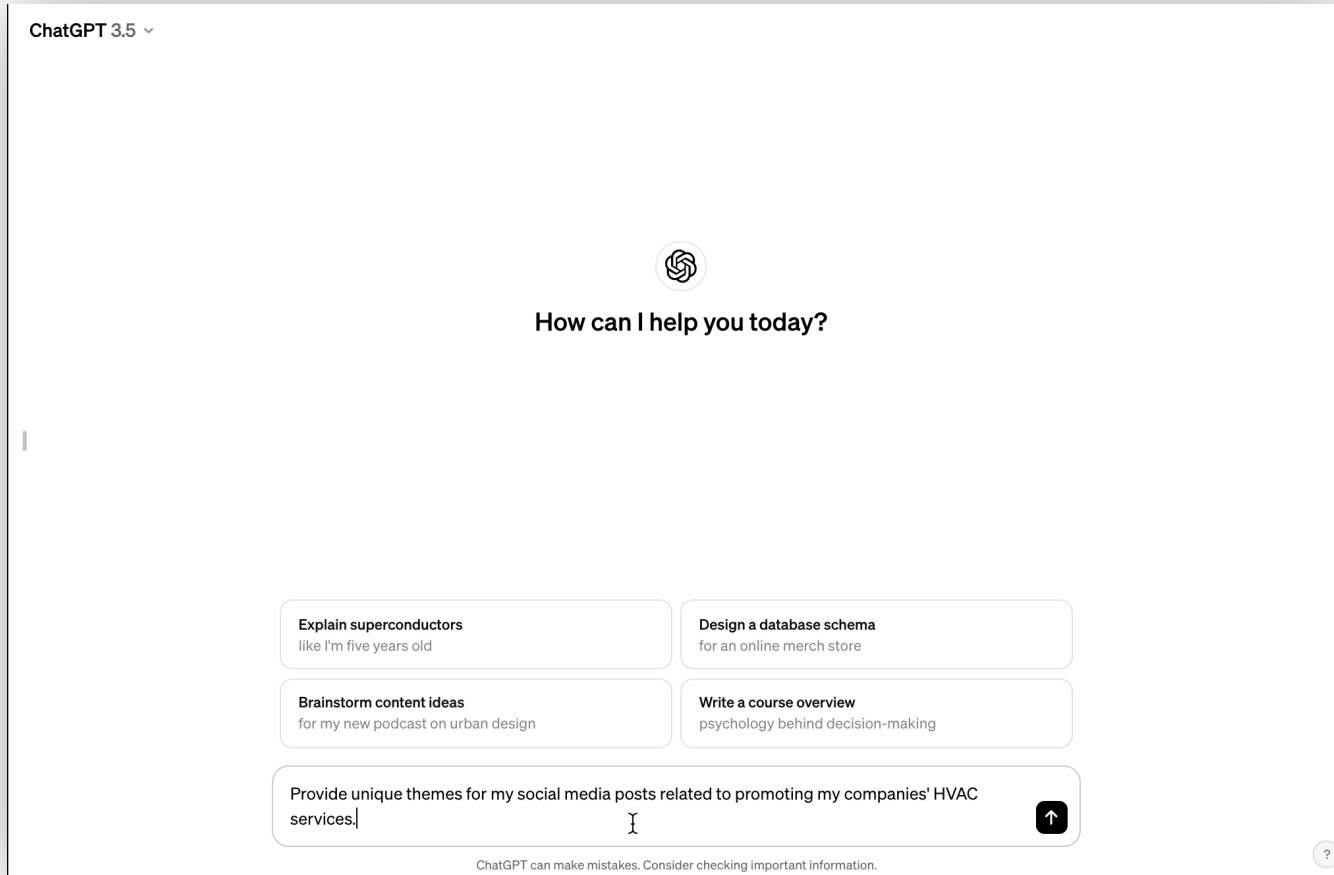 ChatGPT 3.5
How can I help you today?
Explain superconductors
like I'm five years old
Design a database schema
for an online merch store
Brainstorm content ideas
for my new podcast on urban design
Write a course overview
psychology behind decision-making
Provide unique themes for my social media posts related to promoting my companies' HVAC
services.
ChatGPT can make mistakes. Consider checking important information.
?